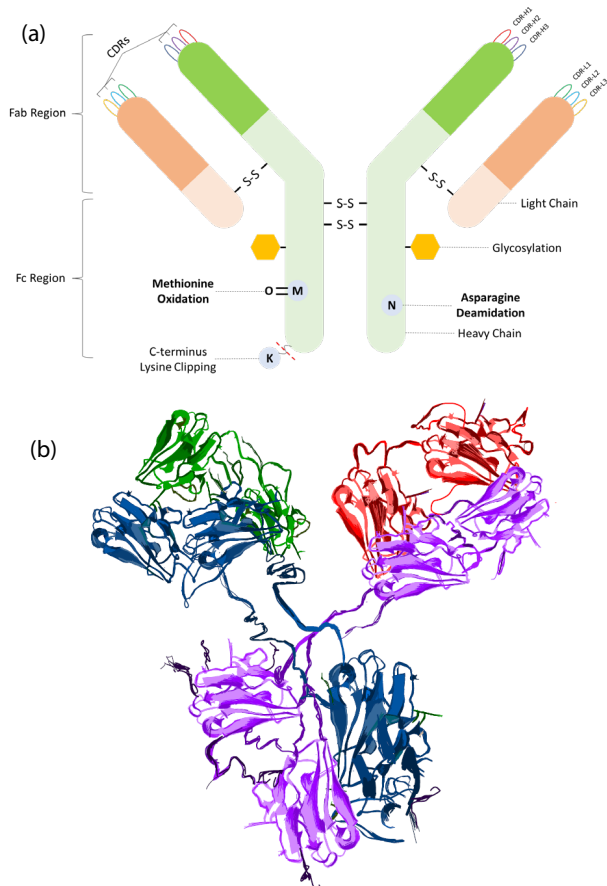 (a)
CDRs
CDR-H1
CDR-H2
CDR-H3
CDR-L1
CDR-L2
CDR-L3
Fab Region
S-S
S-S
S-S
S-S
Light Chain
Glycosylation
Fc Region
Methionine
Oxidation
O
M
N
Asparagine
Deamidation
Heavy Chain
C-terminus
Lysine Clipping
K
(b)